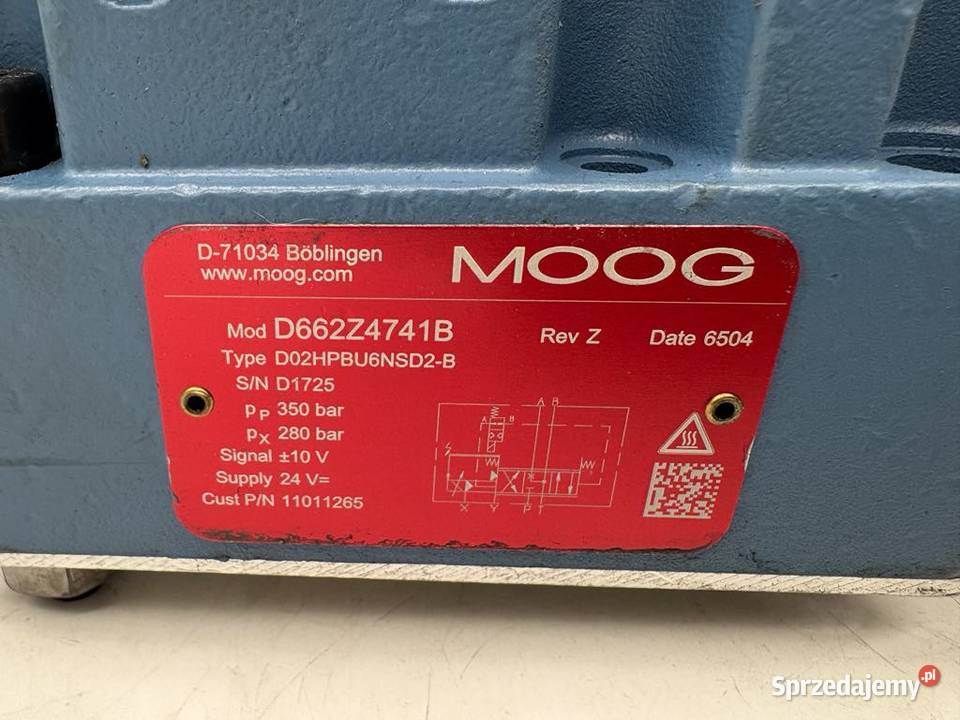 D-71034 Böblingen
www.moog.com
MOOG
Mod D662Z4741B
Rev Z
Date 6504
Type D02HPBU6NSD2-B
S/N D1725
pP 350 bar
pX 280 bar
Signal ±10 V
Supply 24 V=
Cust P/N 11011265
A B
A B
X Y P T
Sprzedajemy.pl